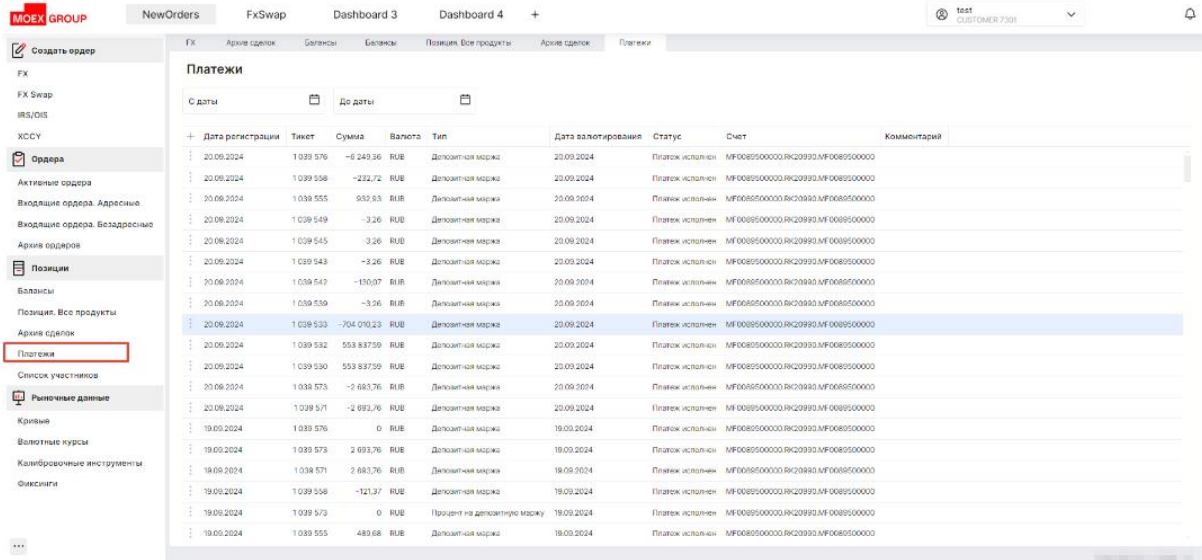 MOEX GROUP NewOrders FxSwap Dashboard 3 Dashboard 4 + test
CUSTOMER 7301
Создать ордер
FX
FX Swap
IRS/OIS
XCCY
Ордера
Активные ордера
Входящие ордера. Адресные
Входящие ордера. Безадресные
Архив ордеров
Позиции
Балансы
Позиция. Все продукты
Архив сделок
Платежи
Список участников
Рыночные данные
Кривые
Валютные курсы
Калибровочные инструменты
Фиксинги
FX Архив сделок Балансы Балансы Позиция. Все продукты Архив сделок Платежи
Платежи
С даты До даты
Дата регистрации Тикет Сумма Валюта Тип Дата валютирования Статус Счет Комментарий
20.09.2024 1 039 576 −6 249,36 RUB Депозитная маржа 20.09.2024 Платеж исполнен MF0089500000.RK20990.MF0089500000
20.09.2024 1 039 558 −232,72 RUB Депозитная маржа 20.09.2024 Платеж исполнен MF0089500000.RK20990.MF0089500000
20.09.2024 1 039 555 932,93 RUB Депозитная маржа 20.09.2024 Платеж исполнен MF0089500000.RK20990.MF0089500000
20.09.2024 1 039 549 −3,26 RUB Депозитная маржа 20.09.2024 Платеж исполнен MF0089500000.RK20990.MF0089500000
20.09.2024 1 039 545 −3,26 RUB Депозитная маржа 20.09.2024 Платеж исполнен MF0089500000.RK20990.MF0089500000
20.09.2024 1 039 543 −3,26 RUB Депозитная маржа 20.09.2024 Платеж исполнен MF0089500000.RK20990.MF0089500000
20.09.2024 1 039 542 −130,07 RUB Депозитная маржа 20.09.2024 Платеж исполнен MF0089500000.RK20990.MF0089500000
20.09.2024 1 039 539 −3,26 RUB Депозитная маржа 20.09.2024 Платеж исполнен MF0089500000.RK20990.MF0089500000
20.09.2024 1 039 533 −704 010,23 RUB Депозитная маржа 20.09.2024 Платеж исполнен MF0089500000.RK20990.MF0089500000
20.09.2024 1 039 532 553 837,59 RUB Депозитная маржа 20.09.2024 Платеж исполнен MF0089500000.RK20990.MF0089500000
20.09.2024 1 039 530 553 837,59 RUB Депозитная маржа 20.09.2024 Платеж исполнен MF0089500000.RK20990.MF0089500000
20.09.2024 1 039 573 −2 693,76 RUB Депозитная маржа 20.09.2024 Платеж исполнен MF0089500000.RK20990.MF0089500000
20.09.2024 1 039 571 −2 693,76 RUB Депозитная маржа 20.09.2024 Платеж исполнен MF0089500000.RK20990.MF0089500000
19.09.2024 1 039 576 0 RUB Депозитная маржа 19.09.2024 Платеж исполнен MF0089500000.RK20990.MF0089500000
19.09.2024 1 039 573 2 693,76 RUB Депозитная маржа 19.09.2024 Платеж исполнен MF0089500000.RK20990.MF0089500000
19.09.2024 1 039 571 2 693,76 RUB Депозитная маржа 19.09.2024 Платеж исполнен MF0089500000.RK20990.MF0089500000
19.09.2024 1 039 558 −121,37 RUB Депозитная маржа 19.09.2024 Платеж исполнен MF0089500000.RK20990.MF0089500000
19.09.2024 1 039 573 0 RUB Процент на депозитную маржу 19.09.2024 Платеж исполнен MF0089500000.RK20990.MF0089500000
19.09.2024 1 039 555 489,68 RUB Депозитная маржа 19.09.2024 Платеж исполнен MF0089500000.RK20990.MF0089500000